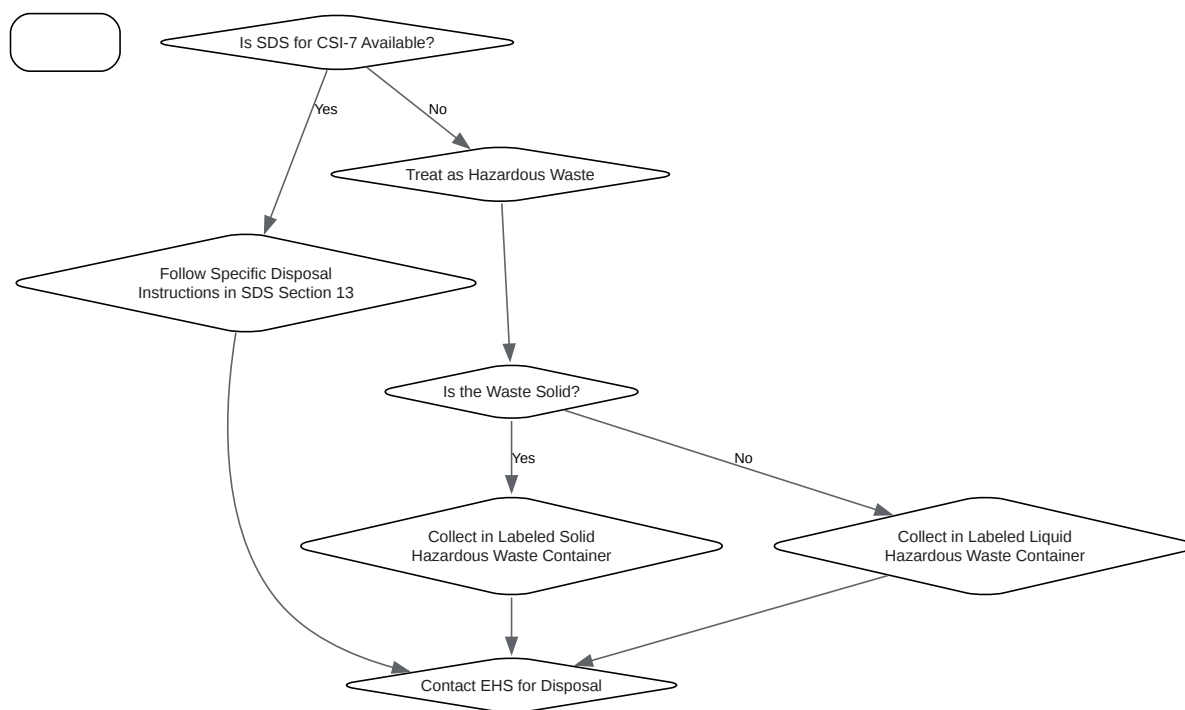 Is SDS for CSI-7 Available?
Yes
No
Treat as Hazardous Waste
Follow Specific Disposal
Instructions in SDS Section 13
Is the Waste Solid?
Yes
No
Collect in Labeled Solid
Hazardous Waste Container
Collect in Labeled Liquid
Hazardous Waste Container
Contact EHS for Disposal